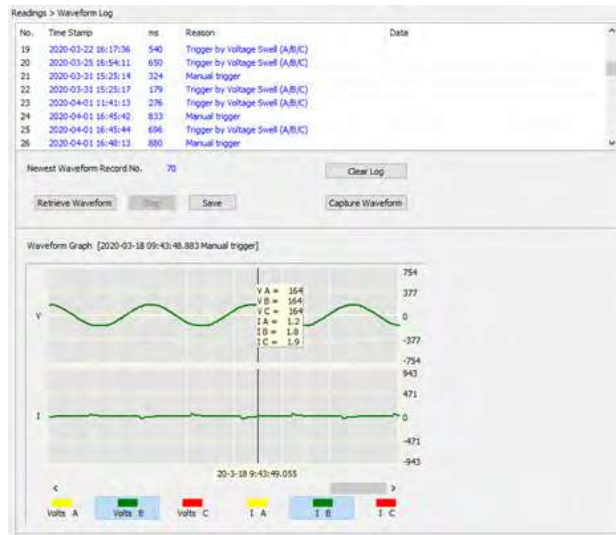 Readings > Waveform Log
No. Time Stamp ms Reason Data
19 2020-03-22 16:17:36 540 Trigger by Voltage Swell (A/B/C)
20 2020-03-25 16:54:11 650 Trigger by Voltage Swell (A/B/C)
21 2020-03-31 15:25:14 324 Manual trigger
22 2020-03-31 15:25:17 179 Trigger by Voltage Swell (A/B/C)
23 2020-04-01 11:41:13 276 Trigger by Voltage Swell (A/B/C)
24 2020-04-01 16:45:42 833 Manual trigger
25 2020-04-01 16:45:44 696 Trigger by Voltage Swell (A/B/C)
26 2020-04-01 16:48:13 880 Manual trigger
Newest Waveform Record No. 70 Clear Log
Retrieve Waveform Stop Save Capture Waveform
Waveform Graph [2020-03-18 09:43:48.883 Manual trigger]
754
V A = 164
377
V B = 164
V C = 164
V
0
I A = 1.2
I B = 1.8
-377
I C = 1.9
-754
943
471
I
0
-471
-943
20-3-18 9:43:49.055
< >
Volts A Volts B Volts C I A I B I C